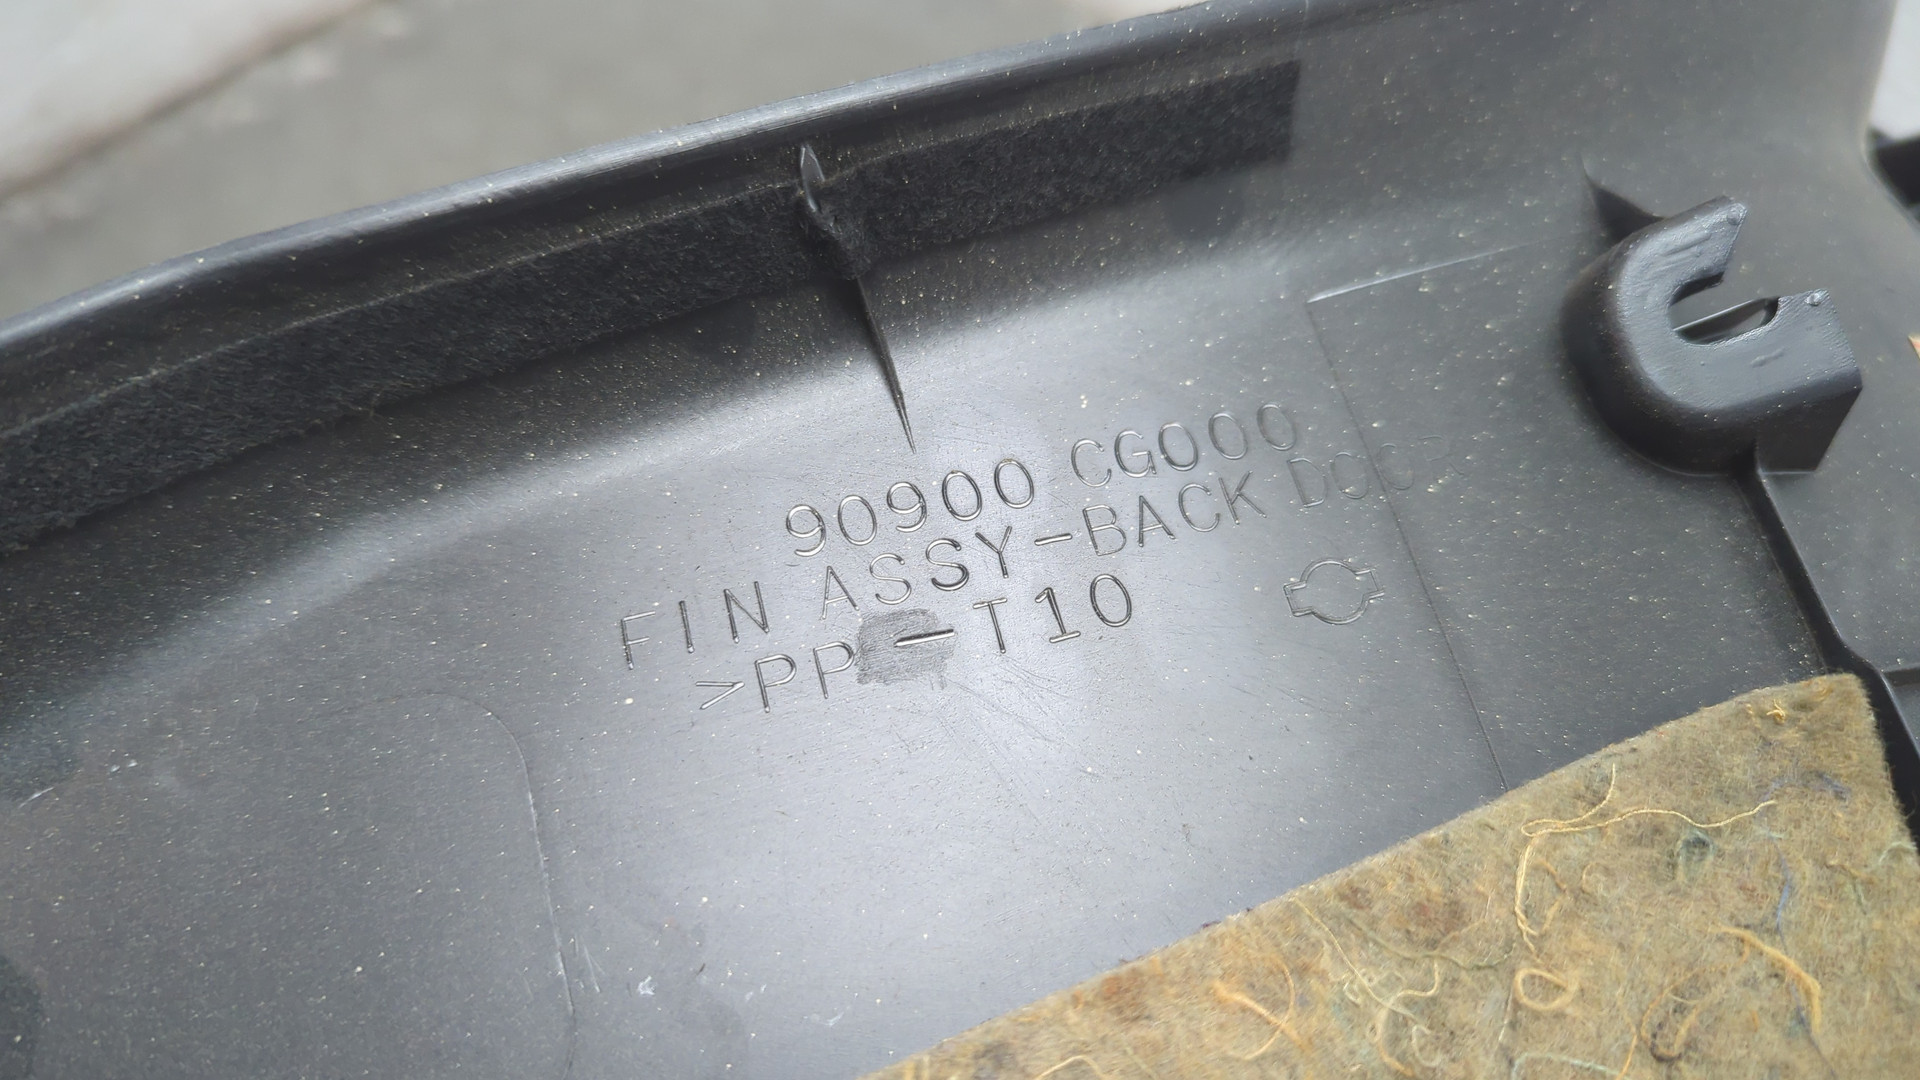 90900 CG000
FIN ASSY-BACK DOOR
>PP -T10